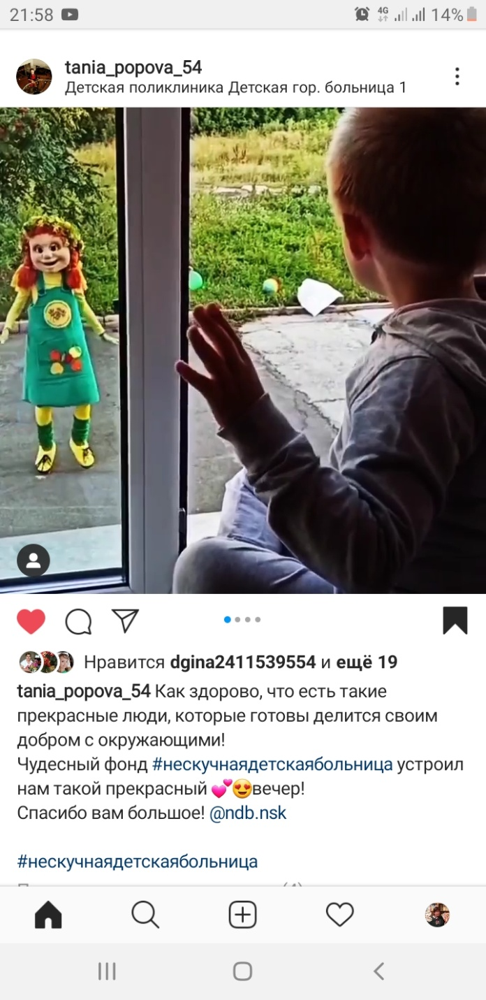 21:58
4G
14%
tania_popova_54
Детская поликлиника Детская гор. больница 1
Нравится dgina2411539554 и ещё 19
tania_popova_54 Как здорово, что есть такие
прекрасные люди, которые готовы делится своим
добром с окружающими!
Чудесный фонд #нескучнаядетскаябольница устроил
нам такой прекрасный 💕😍вечер!
Спасибо вам большое! @ndb.nsk
#нескучнаядетскаябольница